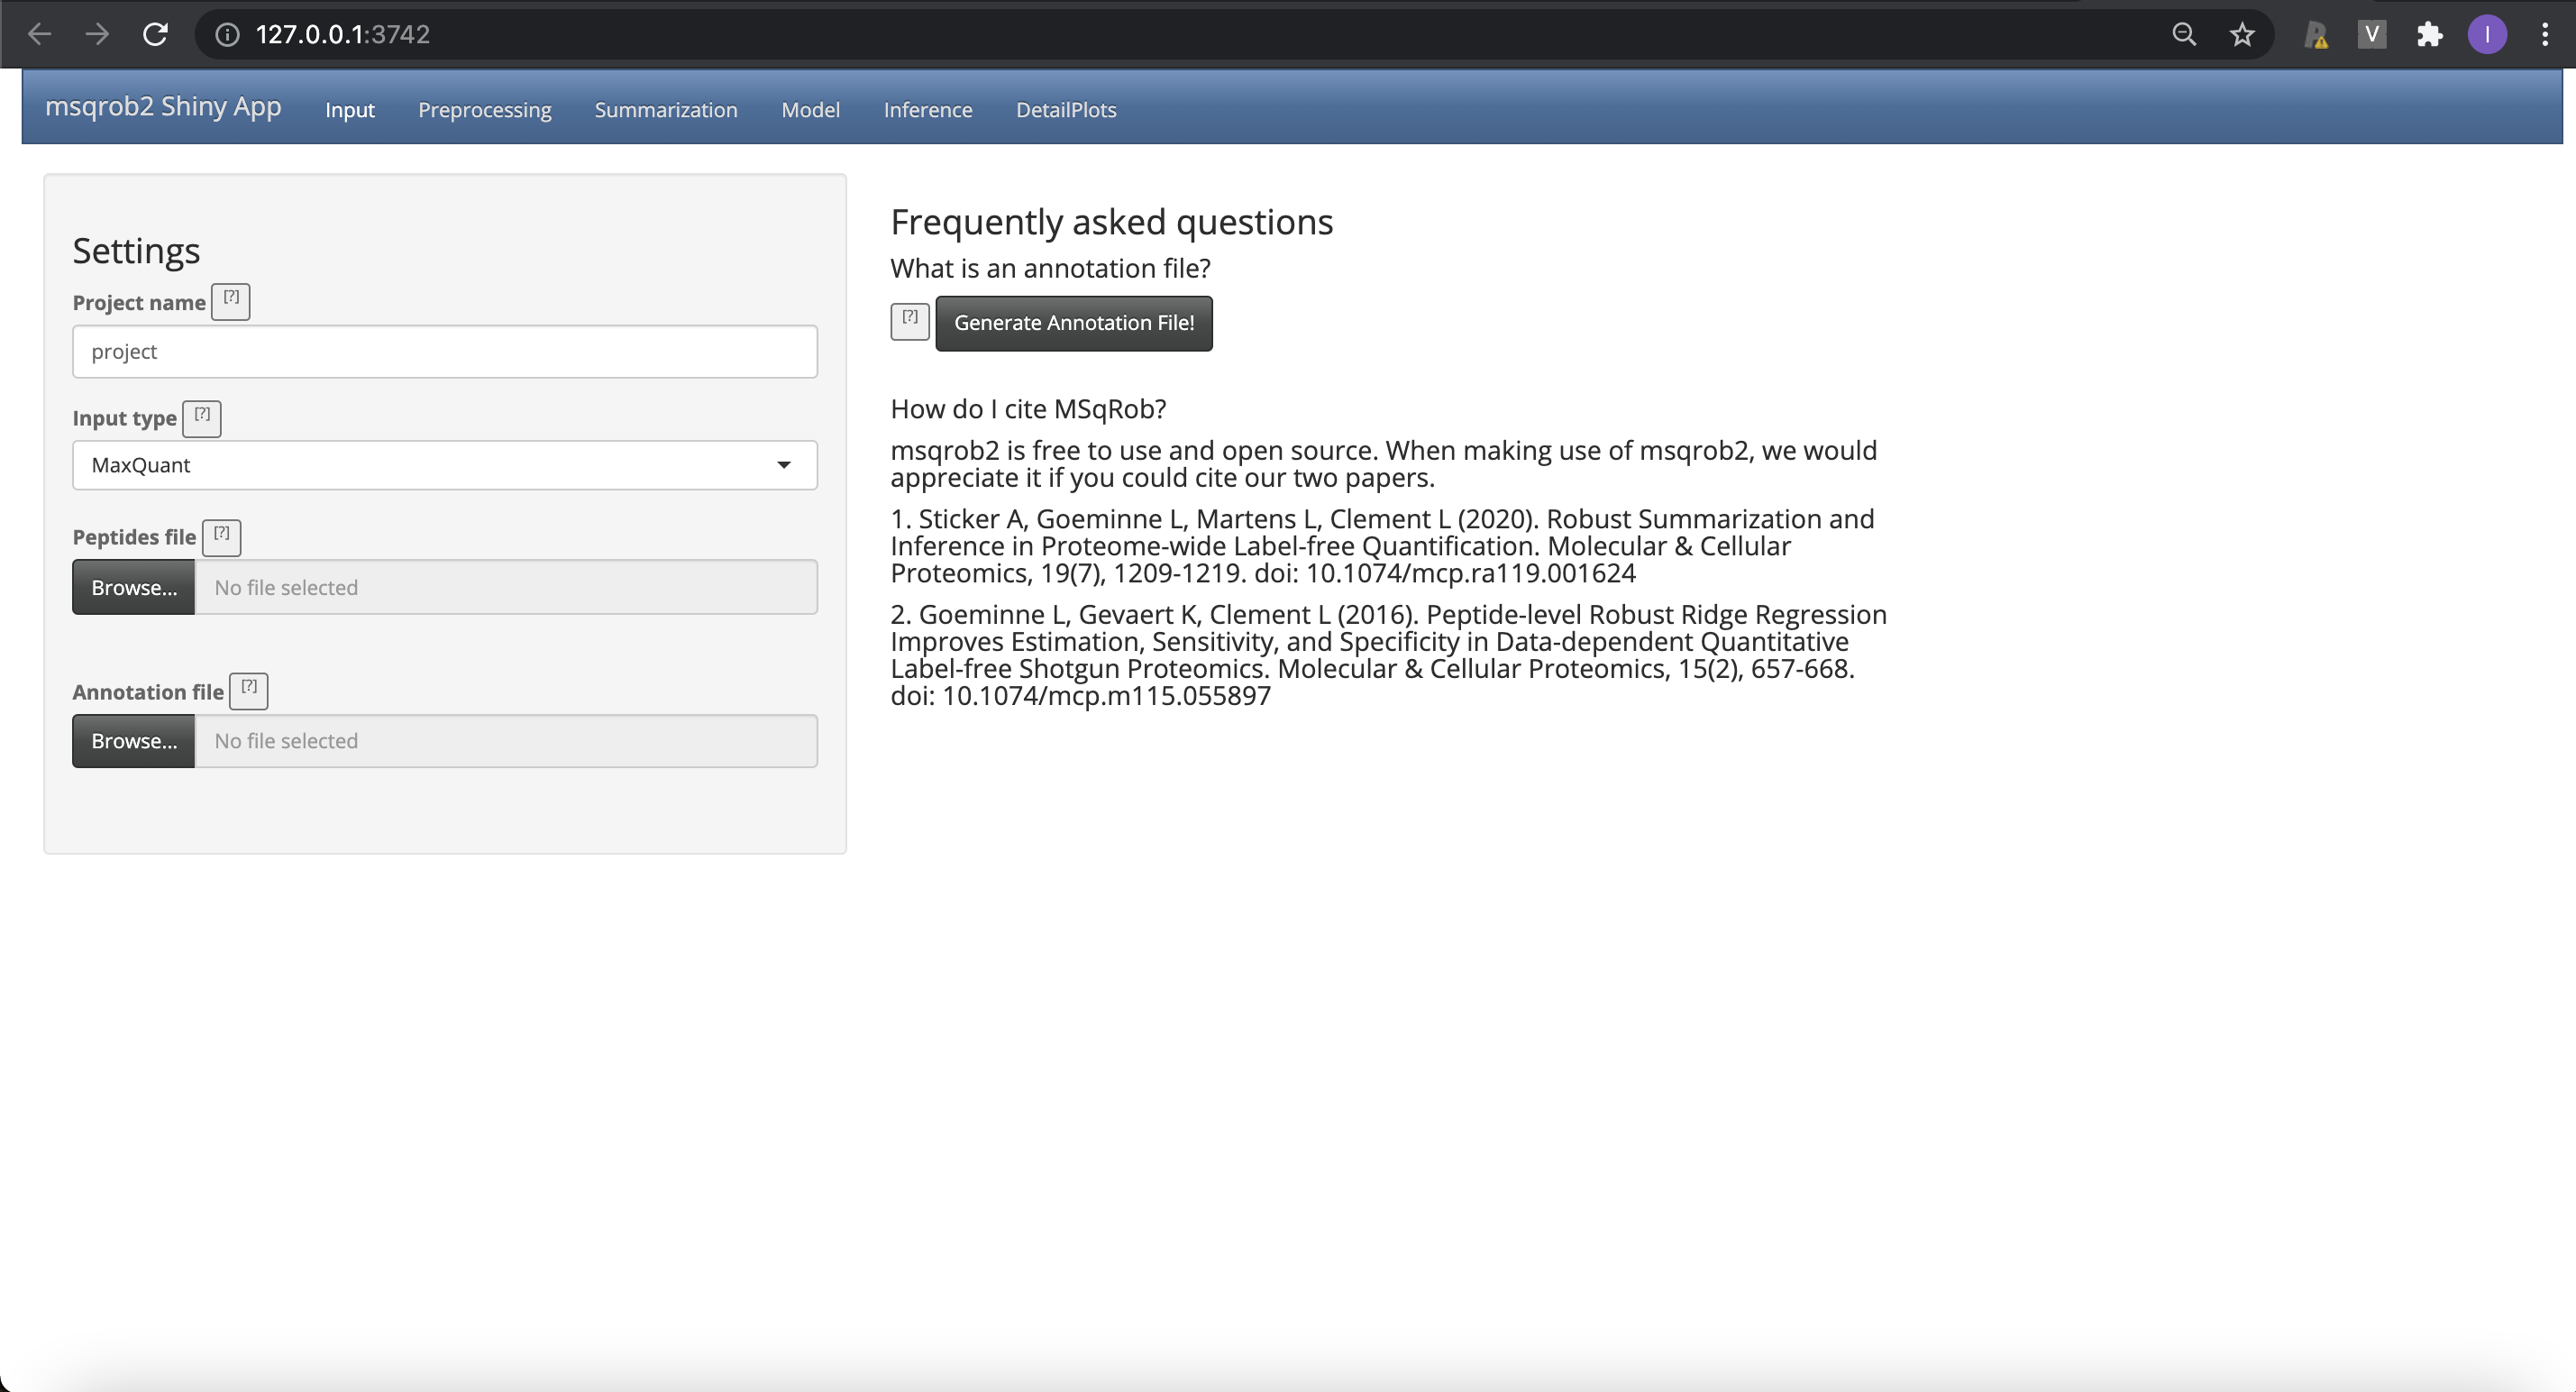 127.0.0.1:3742
V
I
msqrob2 Shiny App Input Preprocessing Summarization Model Inference DetailPlots
Settings
Project name [?]
project
Input type [?]
MaxQuant
Peptides file [?]
Browse... No file selected
Annotation file [?]
Browse... No file selected
Frequently asked questions
What is an annotation file?
[?] Generate Annotation File!
How do I cite MSqRob?
msqrob2 is free to use and open source. When making use of msqrob2, we would
appreciate it if you could cite our two papers.
1. Sticker A, Goeminne L, Martens L, Clement L (2020). Robust Summarization and
Inference in Proteome-wide Label-free Quantification. Molecular & Cellular
Proteomics, 19(7), 1209-1219. doi: 10.1074/mcp.ra119.001624
2. Goeminne L, Gevaert K, Clement L (2016). Peptide-level Robust Ridge Regression
Improves Estimation, Sensitivity, and Specificity in Data-dependent Quantitative
Label-free Shotgun Proteomics. Molecular & Cellular Proteomics, 15(2), 657-668.
doi: 10.1074/mcp.m115.055897